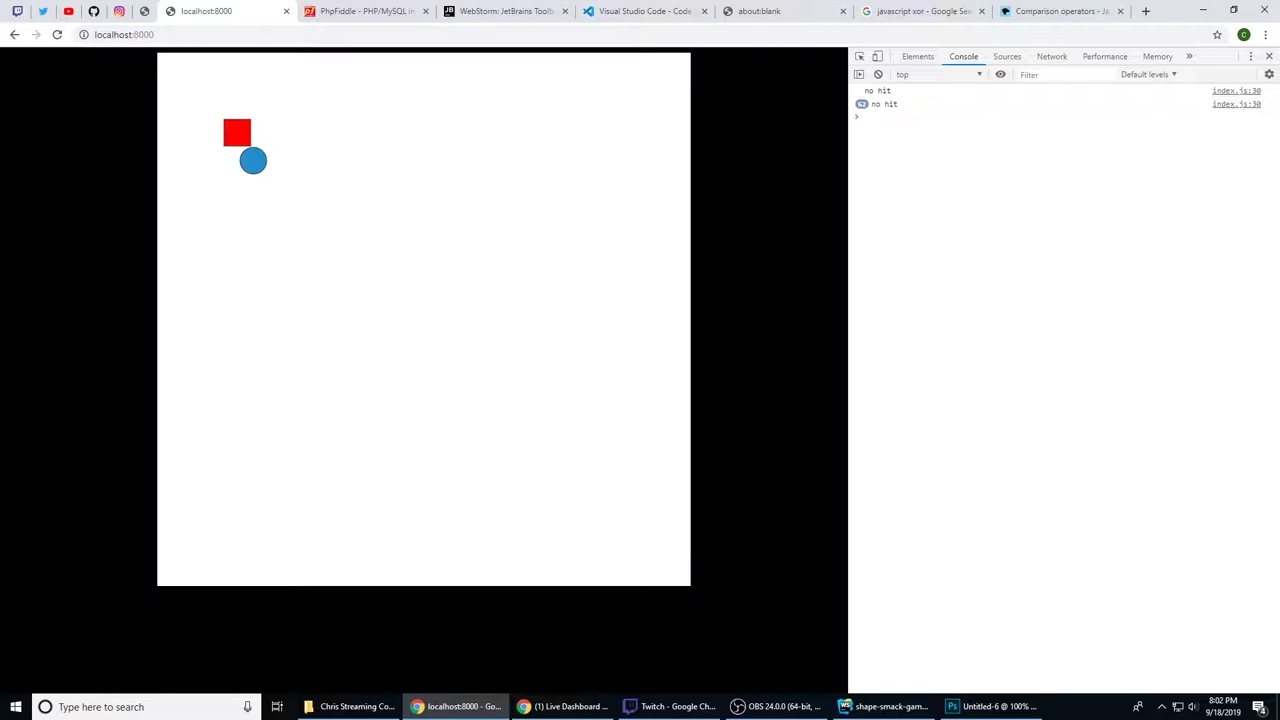 localhost:8000
PhpFiddle - PHP/MySQL in
WebStorm: JetBrains Toolb
Visual Studio Code - Code
about:blank
javascript xor - Google Sea
Comparison operators - Ja
localhost:8000
C
Elements
Console
Sources
Network
Performance
Memory
»
top
Filter
Default levels
no hit
index.js:30
62
no hit
index.js:30
Type here to search
Chris Streaming Co...
localhost:8000 - Go...
(1) Live Dashboard ...
Twitch - Google Ch...
OBS 24.0.0 (64-bit, ...
shape-smack-gam...
Untitled-6 @ 100% ...
8:02 PM
9/18/2019